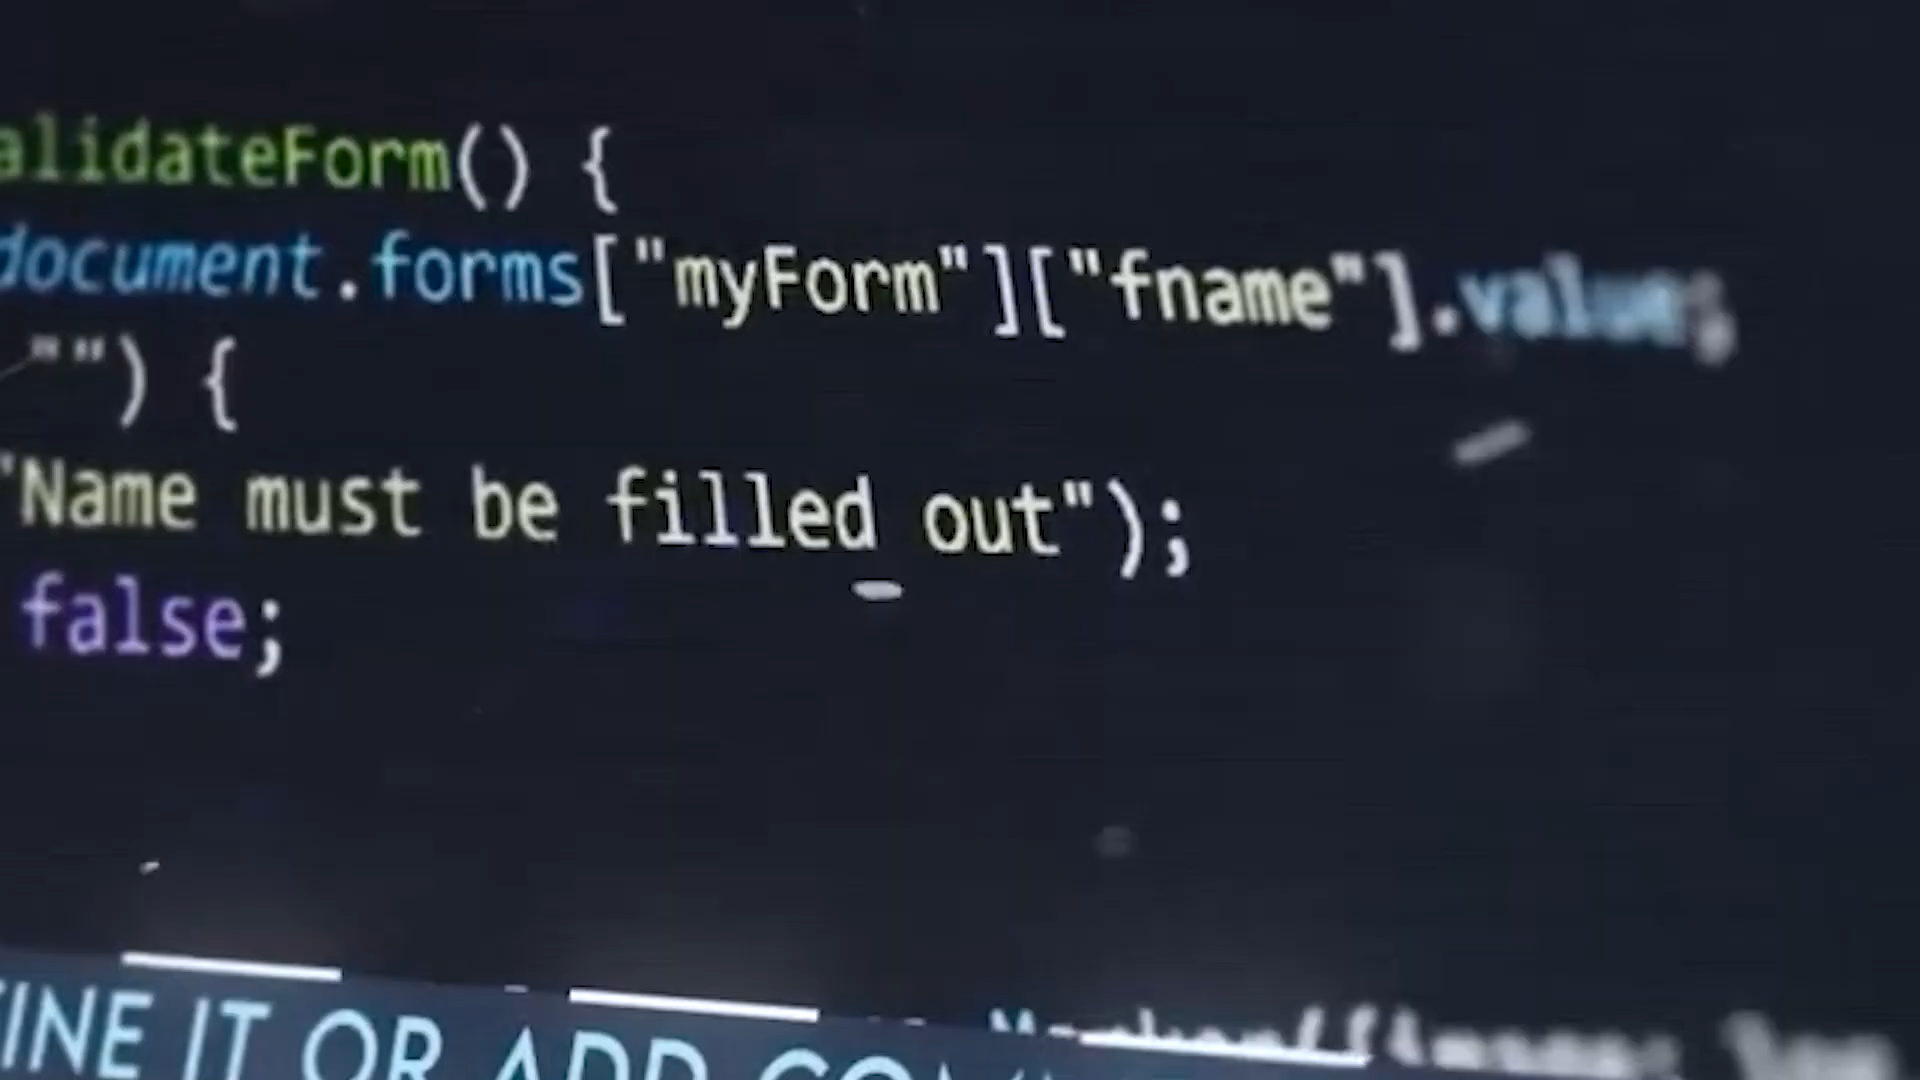 alidateForm() {
document.forms["myForm"]["fname"].value;
"") {
"Name must be filled out");
false;
INE IT OR ADD